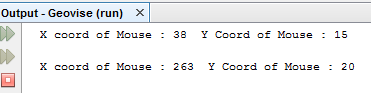 Output - Geovise (run) ×
X coord of Mouse : 38  Y Coord of Mouse : 15
X coord of Mouse : 263  Y Coord of Mouse : 20